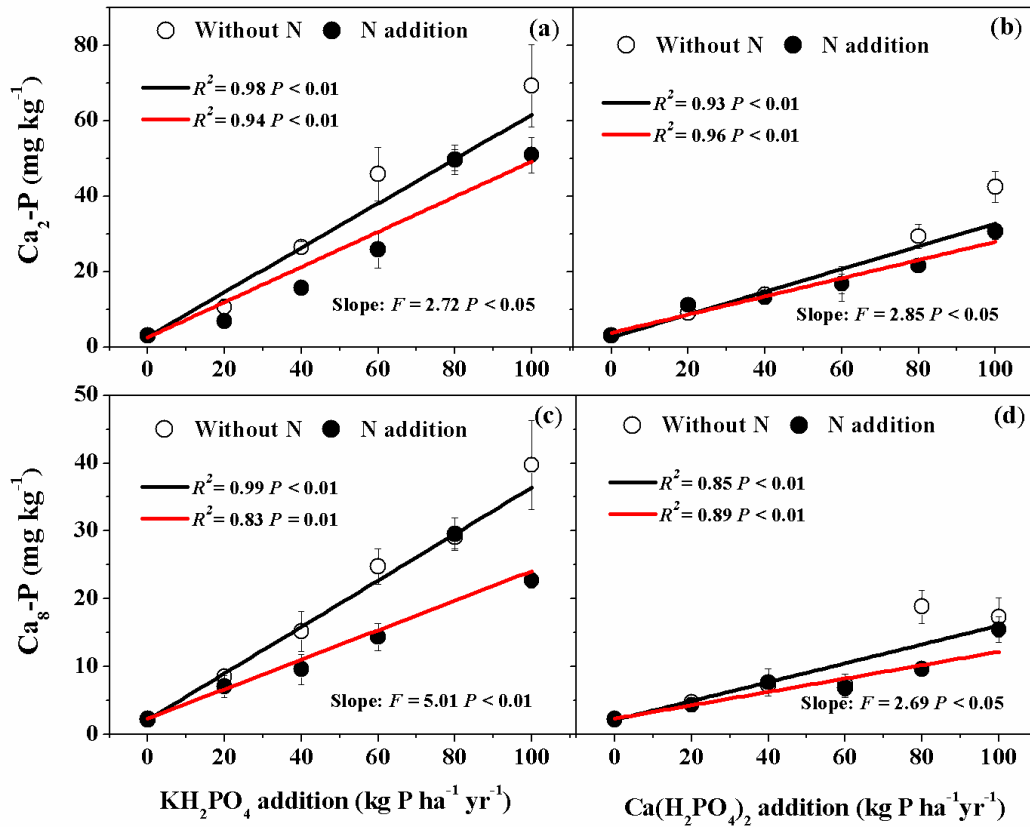 Without N N addition (a)
R² = 0.98 P < 0.01
R² = 0.94 P < 0.01
Slope: F = 2.72 P < 0.05
Ca₂-P (mg kg⁻¹)
80
60
40
20
0
0 20 40 60 80 100
Without N N addition (b)
R² = 0.93 P < 0.01
R² = 0.96 P < 0.01
Slope: F = 2.85 P < 0.05
0 20 40 60 80 100
Without N N addition (c)
R² = 0.99 P < 0.01
R² = 0.83 P = 0.01
Slope: F = 5.01 P < 0.01
Ca₈-P (mg kg⁻¹)
50
40
30
20
10
0
0 20 40 60 80 100
KH₂PO₄ addition (kg P ha⁻¹ yr⁻¹)
Without N N addition (d)
R² = 0.85 P < 0.01
R² = 0.89 P < 0.01
Slope: F = 2.69 P < 0.05
0 20 40 60 80 100
Ca(H₂PO₄)₂ addition (kg P ha⁻¹yr⁻¹)